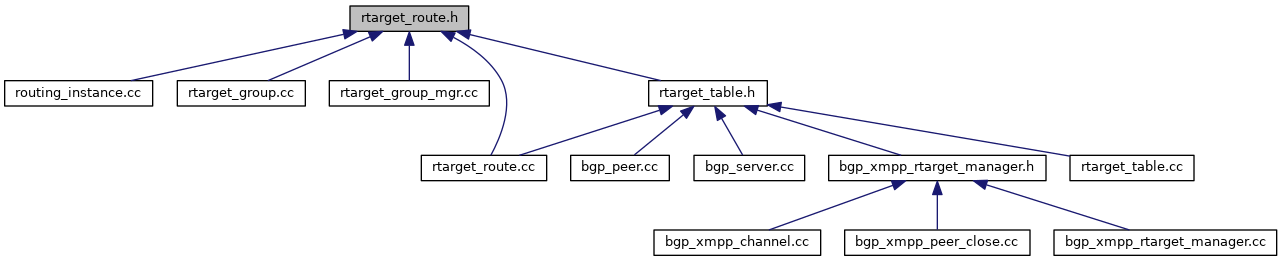 rtarget_route.h
routing_instance.cc
rtarget_group.cc
rtarget_group_mgr.cc
rtarget_table.h
rtarget_route.cc
bgp_peer.cc
bgp_server.cc
bgp_xmpp_rtarget_manager.h
rtarget_table.cc
bgp_xmpp_channel.cc
bgp_xmpp_peer_close.cc
bgp_xmpp_rtarget_manager.cc